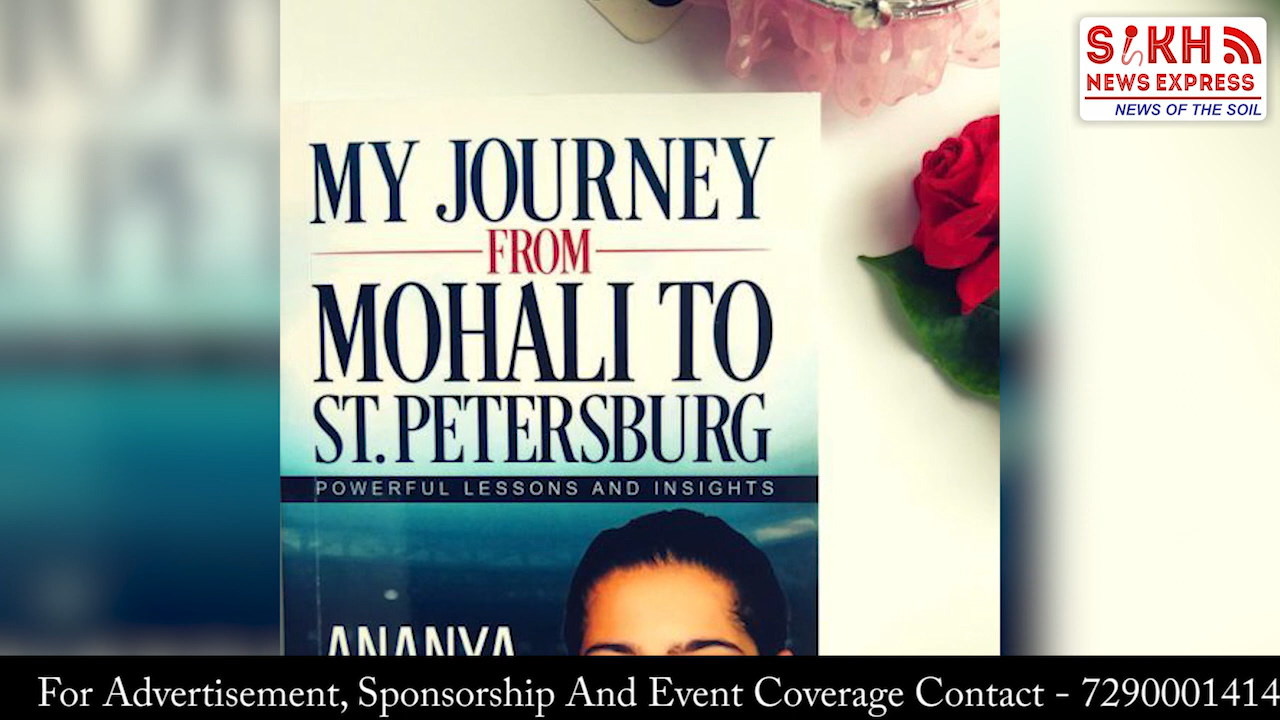 SiKH
NEWS EXPRESS
NEWS OF THE SOIL
MY JOURNEY
FROM
MOHALI TO
ST. PETERSBURG
POWERFUL LESSONS AND INSIGHTS
ANANYA
For Advertisement, Sponsorship And Event Coverage Contact - 7290001414